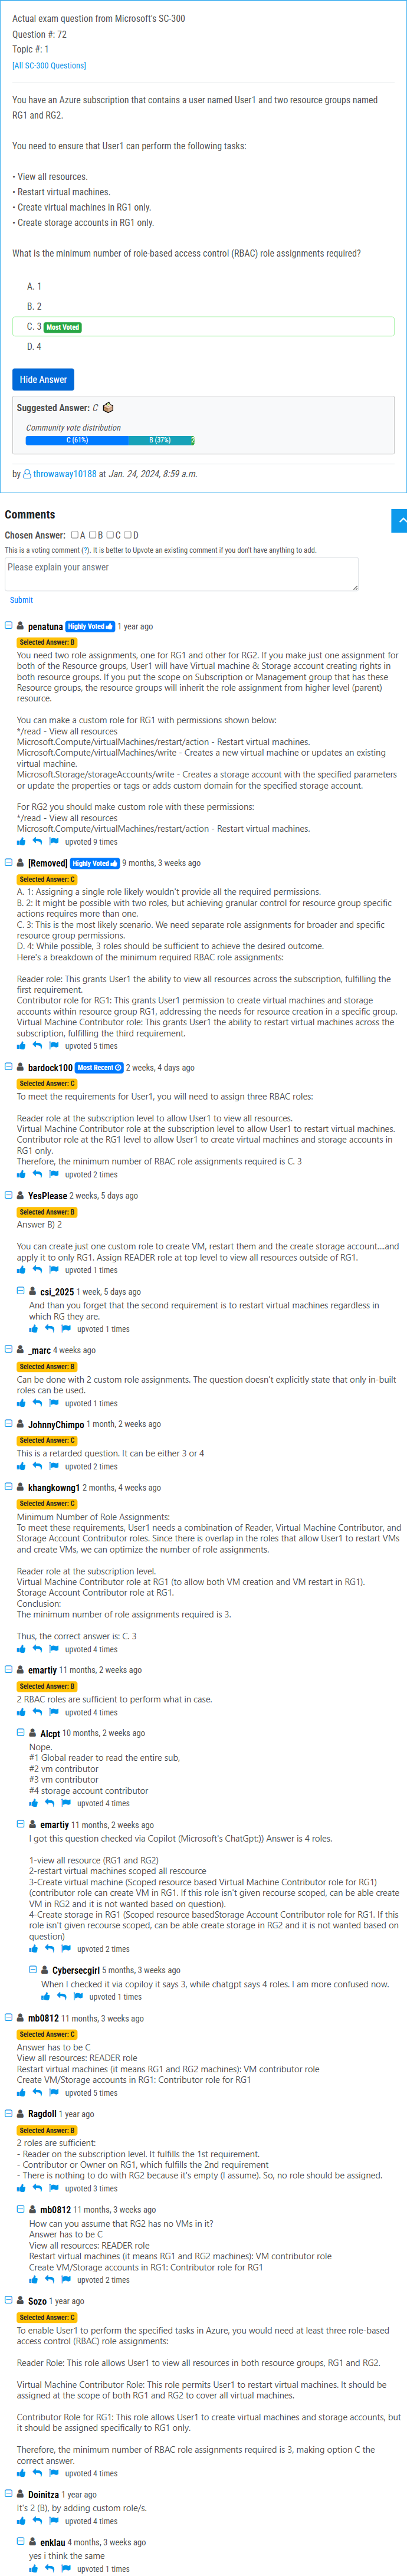 Actual exam question from Microsoft's SC-300
Question #: 72
Topic #: 1
[All SC-300 Questions]
You have an Azure subscription that contains a user named User1 and two resource groups named
RG1 and RG2.
You need to ensure that User1 can perform the following tasks:
• View all resources.
• Restart virtual machines.
• Create virtual machines in RG1 only.
• Create storage accounts in RG1 only.
What is the minimum number of role-based access control (RBAC) role assignments required?
A. 1
B. 2
C. 3 Most Voted
D. 4
Hide Answer
Suggested Answer: C
Community vote distribution
C (61%) B (37%)
by throwaway10188 at Jan. 24, 2024, 8:59 a.m.
Comments
Chosen Answer: A B C D
This is a voting comment (?). It is better to Upvote an existing comment if you don't have anything to add.
Please explain your answer
Submit
penatuna Highly Voted 1 year ago
Selected Answer: B
You need two role assignments, one for RG1 and other for RG2. If you make just one assignment for
both of the Resource groups, User1 will have Virtual machine & Storage account creating rights in
both resource groups. If you put the scope on Subscription or Management group that has these
Resource groups, the resource groups will inherit the role assignment from higher level (parent)
resource.
You can make a custom role for RG1 with permissions shown below:
*/read - View all resources
Microsoft.Compute/virtualMachines/restart/action - Restart virtual machines.
Microsoft.Compute/virtualMachines/write - Creates a new virtual machine or updates an existing
virtual machine.
Microsoft.Storage/storageAccounts/write - Creates a storage account with the specified parameters
or update the properties or tags or adds custom domain for the specified storage account.
For RG2 you should make custom role with these permissions:
*/read - View all resources
Microsoft.Compute/virtualMachines/restart/action - Restart virtual machines.
upvoted 9 times
[Removed] Highly Voted 9 months, 3 weeks ago
Selected Answer: C
A. 1: Assigning a single role likely wouldn't provide all the required permissions.
B. 2: It might be possible with two roles, but achieving granular control for resource group specific
actions requires more than one.
C. 3: This is the most likely scenario. We need separate role assignments for broader and specific
resource group permissions.
D. 4: While possible, 3 roles should be sufficient to achieve the desired outcome.
Here's a breakdown of the minimum required RBAC role assignments:
Reader role: This grants User1 the ability to view all resources across the subscription, fulfilling the
first requirement.
Contributor role for RG1: This grants User1 permission to create virtual machines and storage
accounts within resource group RG1, addressing the needs for resource creation in a specific group.
Virtual Machine Contributor role: This grants User1 the ability to restart virtual machines across the
subscription, fulfilling the third requirement.
upvoted 5 times
bardock100 Most Recent 2 weeks, 4 days ago
Selected Answer: C
To meet the requirements for User1, you will need to assign three RBAC roles:
Reader role at the subscription level to allow User1 to view all resources.
Virtual Machine Contributor role at the subscription level to allow User1 to restart virtual machines.
Contributor role at the RG1 level to allow User1 to create virtual machines and storage accounts in
RG1 only.
Therefore, the minimum number of RBAC role assignments required is C. 3
upvoted 2 times
YesPlease 2 weeks, 5 days ago
Selected Answer: B
Answer B) 2
You can create just one custom role to create VM, restart them and the create storage account....and
apply it to only RG1. Assign READER role at top level to view all resources outside of RG1.
upvoted 1 times
csi_2025 1 week, 5 days ago
And than you forget that the second requirement is to restart virtual machines regardless in
which RG they are.
upvoted 1 times
_marc 4 weeks ago
Selected Answer: B
Can be done with 2 custom role assignments. The question doesn't explicitly state that only in-built
roles can be used.
upvoted 1 times
JohnnyChimpo 1 month, 2 weeks ago
Selected Answer: C
This is a retarded question. It can be either 3 or 4
upvoted 2 times
khangkowng1 2 months, 4 weeks ago
Selected Answer: C
Minimum Number of Role Assignments:
To meet these requirements, User1 needs a combination of Reader, Virtual Machine Contributor, and
Storage Account Contributor roles. Since there is overlap in the roles that allow User1 to restart VMs
and create VMs, we can optimize the number of role assignments.
Reader role at the subscription level.
Virtual Machine Contributor role at RG1 (to allow both VM creation and VM restart in RG1).
Storage Account Contributor role at RG1.
Conclusion:
The minimum number of role assignments required is 3.
Thus, the correct answer is: C. 3
upvoted 4 times
emartiy 11 months, 2 weeks ago
Selected Answer: B
2 RBAC roles are sufficient to perform what in case.
upvoted 4 times
Alcpt 10 months, 2 weeks ago
Nope.
#1 Global reader to read the entire sub,
#2 vm contributor
#3 vm contributor
#4 storage account contributor
upvoted 4 times
emartiy 11 months, 2 weeks ago
I got this question checked via Copilot (Microsoft's ChatGpt:)) Answer is 4 roles.
1-view all resource (RG1 and RG2)
2-restart virtual machines scoped all rescource
3-Create virtual machine (Scoped resource based Virtual Machine Contributor role for RG1)
(contributor role can create VM in RG1. If this role isn't given recourse scoped, can be able create
VM in RG2 and it is not wanted based on question).
4-Create storage in RG1 (Scoped resource basedStorage Account Contributor role for RG1. If this
role isn't given recourse scoped, can be able create storage in RG2 and it is not wanted based on
question)
upvoted 2 times
Cybersecgirl 5 months, 3 weeks ago
When I checked it via copiloy it says 3, while chatgpt says 4 roles. I am more confused now.
upvoted 1 times
mb0812 11 months, 3 weeks ago
Selected Answer: C
Answer has to be C
View all resources: READER role
Restart virtual machines (it means RG1 and RG2 machines): VM contributor role
Create VM/Storage accounts in RG1: Contributor role for RG1
upvoted 5 times
Ragdoll 1 year ago
Selected Answer: B
2 roles are sufficient:
- Reader on the subscription level. It fulfills the 1st requirement.
- Contributor or Owner on RG1, which fulfills the 2nd requirement
- There is nothing to do with RG2 because it's empty (I assume). So, no role should be assigned.
upvoted 3 times
mb0812 11 months, 3 weeks ago
How can you assume that RG2 has no VMs in it?
Answer has to be C
View all resources: READER role
Restart virtual machines (it means RG1 and RG2 machines): VM contributor role
Create VM/Storage accounts in RG1: Contributor role for RG1
upvoted 2 times
Sozo 1 year ago
Selected Answer: C
To enable User1 to perform the specified tasks in Azure, you would need at least three role-based
access control (RBAC) role assignments:
Reader Role: This role allows User1 to view all resources in both resource groups, RG1 and RG2.
Virtual Machine Contributor Role: This role permits User1 to restart virtual machines. It should be
assigned at the scope of both RG1 and RG2 to cover all virtual machines.
Contributor Role for RG1: This role allows User1 to create virtual machines and storage accounts, but
it should be assigned specifically to RG1 only.
Therefore, the minimum number of RBAC role assignments required is 3, making option C the
correct answer.
upvoted 4 times
Doinitza 1 year ago
It's 2 (B), by adding custom role/s.
upvoted 4 times
enklau 4 months, 3 weeks ago
yes i think the same
upvoted 1 times